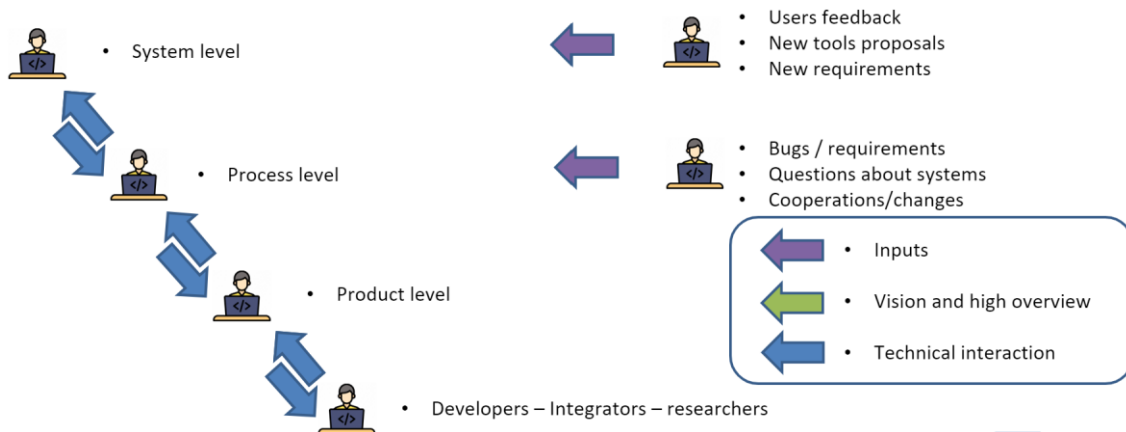 • Users feedback
• System level
• New tools proposals
• New requirements
• Bugs / requirements
• Process level
• Questions about systems
• Cooperations/changes
• Inputs
• Product level
• Vision and high overview
• Technical interaction
• Developers – Integrators – researchers